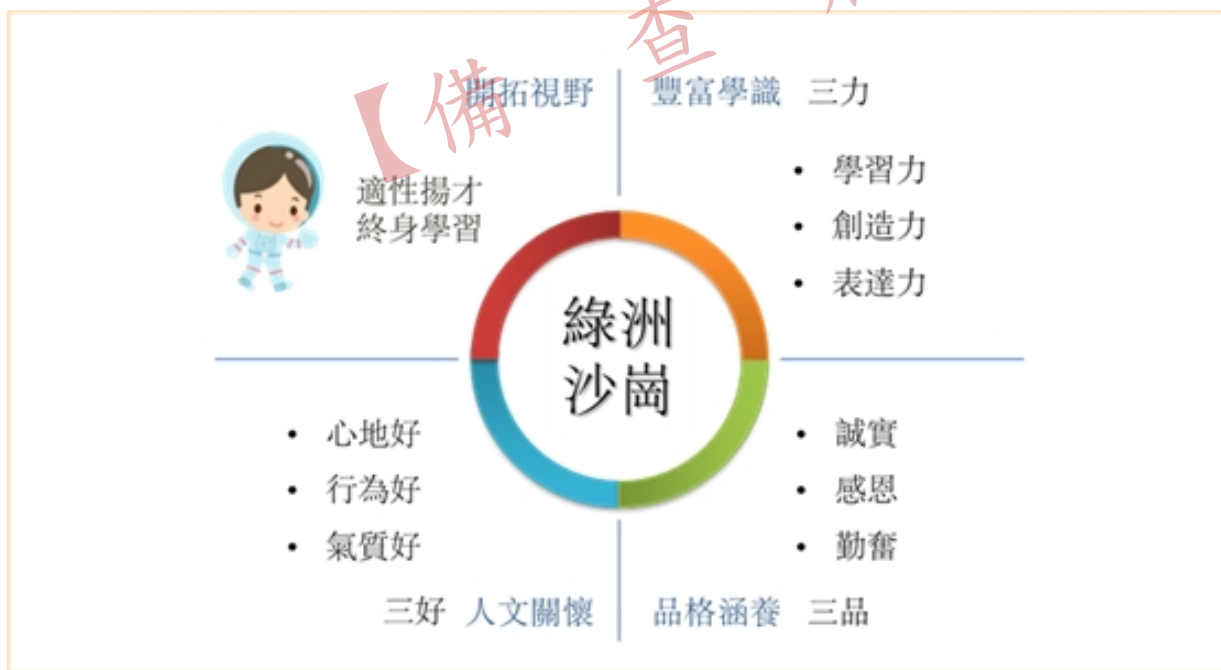 【備 查
開拓視野
適性揚才
終身學習
豐富學識 三力
• 學習力
• 創造力
• 表達力
綠洲
沙崗
• 心地好
• 行為好
• 氣質好
三好 人文關懷
• 誠實
• 感恩
• 勤奮
品格涵養 三品